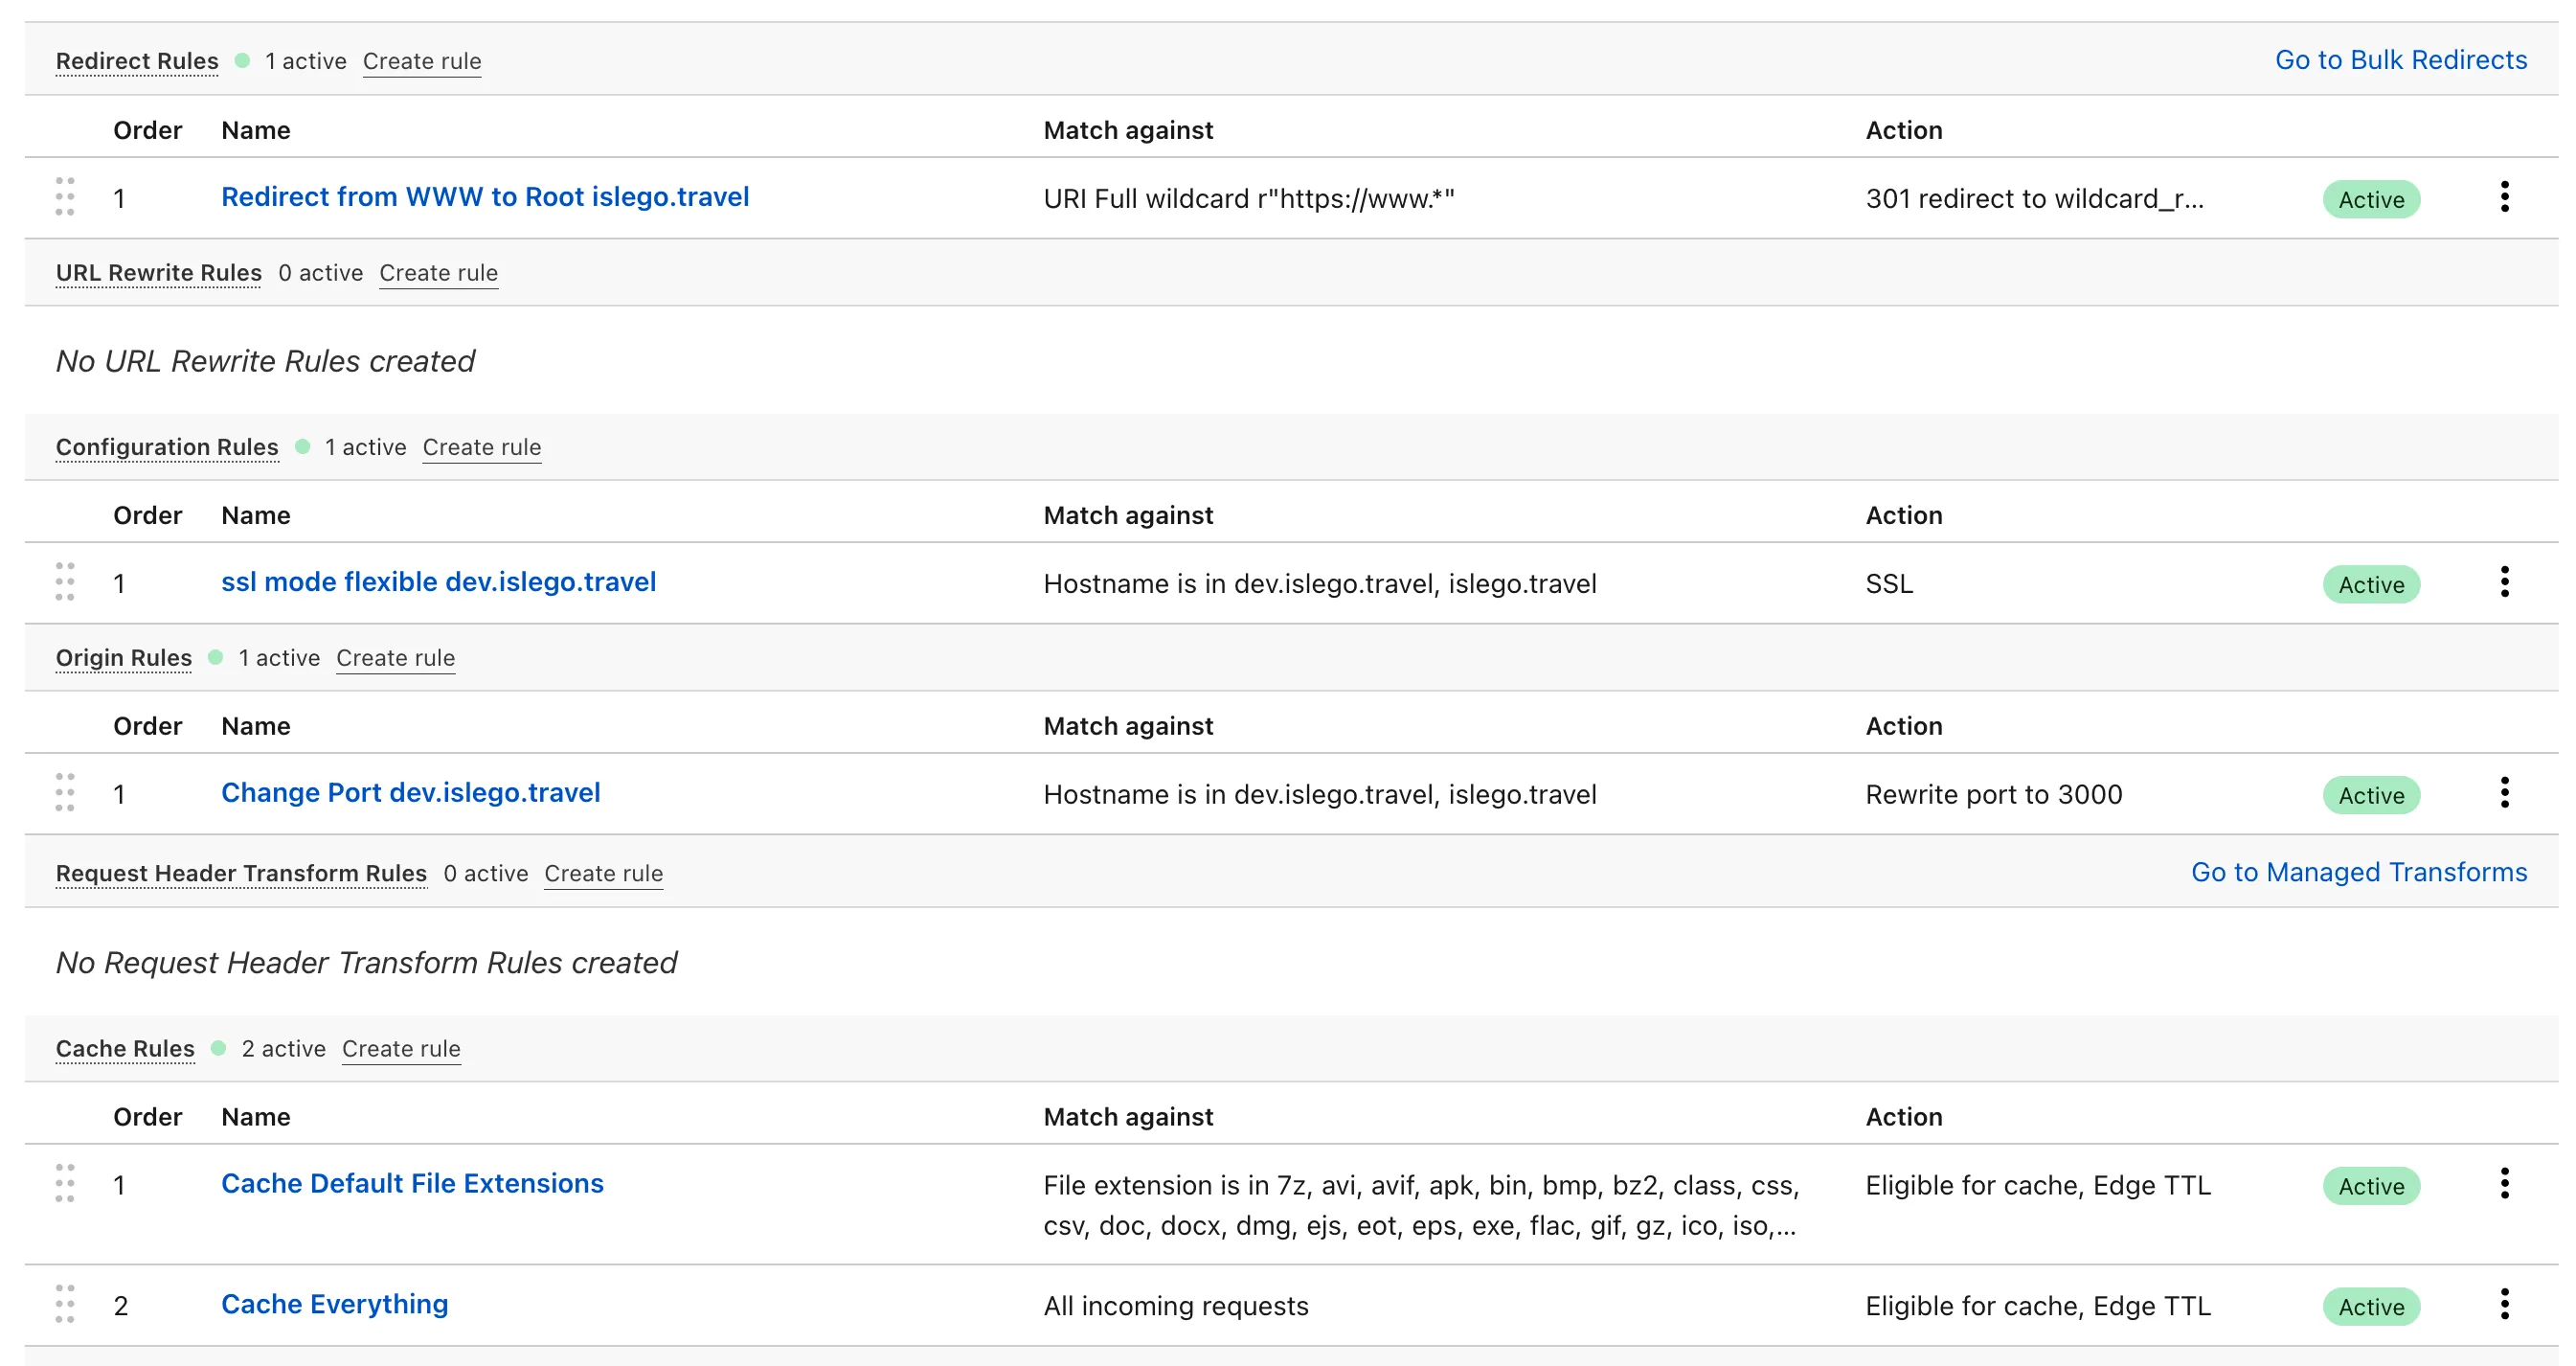 Redirect Rules 1 active Create rule Go to Bulk Redirects
Order Name Match against Action
1 Redirect from WWW to Root islego.travel URI Full wildcard r"https://www.*" 301 redirect to wildcard_r... Active
URL Rewrite Rules 0 active Create rule
No URL Rewrite Rules created
Configuration Rules 1 active Create rule
Order Name Match against Action
1 ssl mode flexible dev.islego.travel Hostname is in dev.islego.travel, islego.travel SSL Active
Origin Rules 1 active Create rule
Order Name Match against Action
1 Change Port dev.islego.travel Hostname is in dev.islego.travel, islego.travel Rewrite port to 3000 Active
Request Header Transform Rules 0 active Create rule Go to Managed Transforms
No Request Header Transform Rules created
Cache Rules 2 active Create rule
Order Name Match against Action
1 Cache Default File Extensions File extension is in 7z, avi, avif, apk, bin, bmp, bz2, class, css, Eligible for cache, Edge TTL Active
csv, doc, docx, dmg, ejs, eot, eps, exe, flac, gif, gz, ico, iso,...
2 Cache Everything All incoming requests Eligible for cache, Edge TTL Active